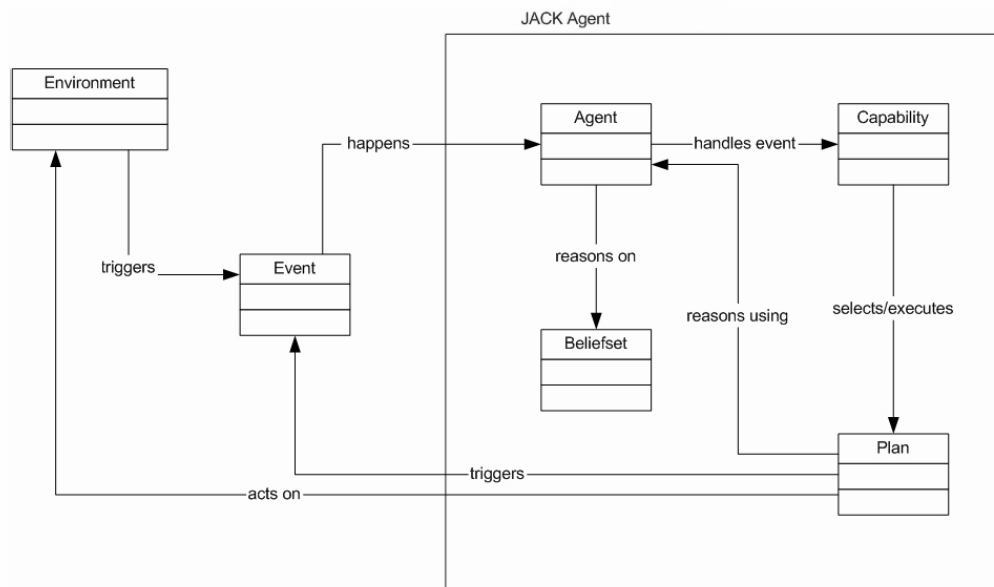 JACK Agent
Environment
Agent
Capability
happens
handles event
triggers
Event
reasons on
reasons using
selects/executes
Beliefset
Plan
triggers
acts on